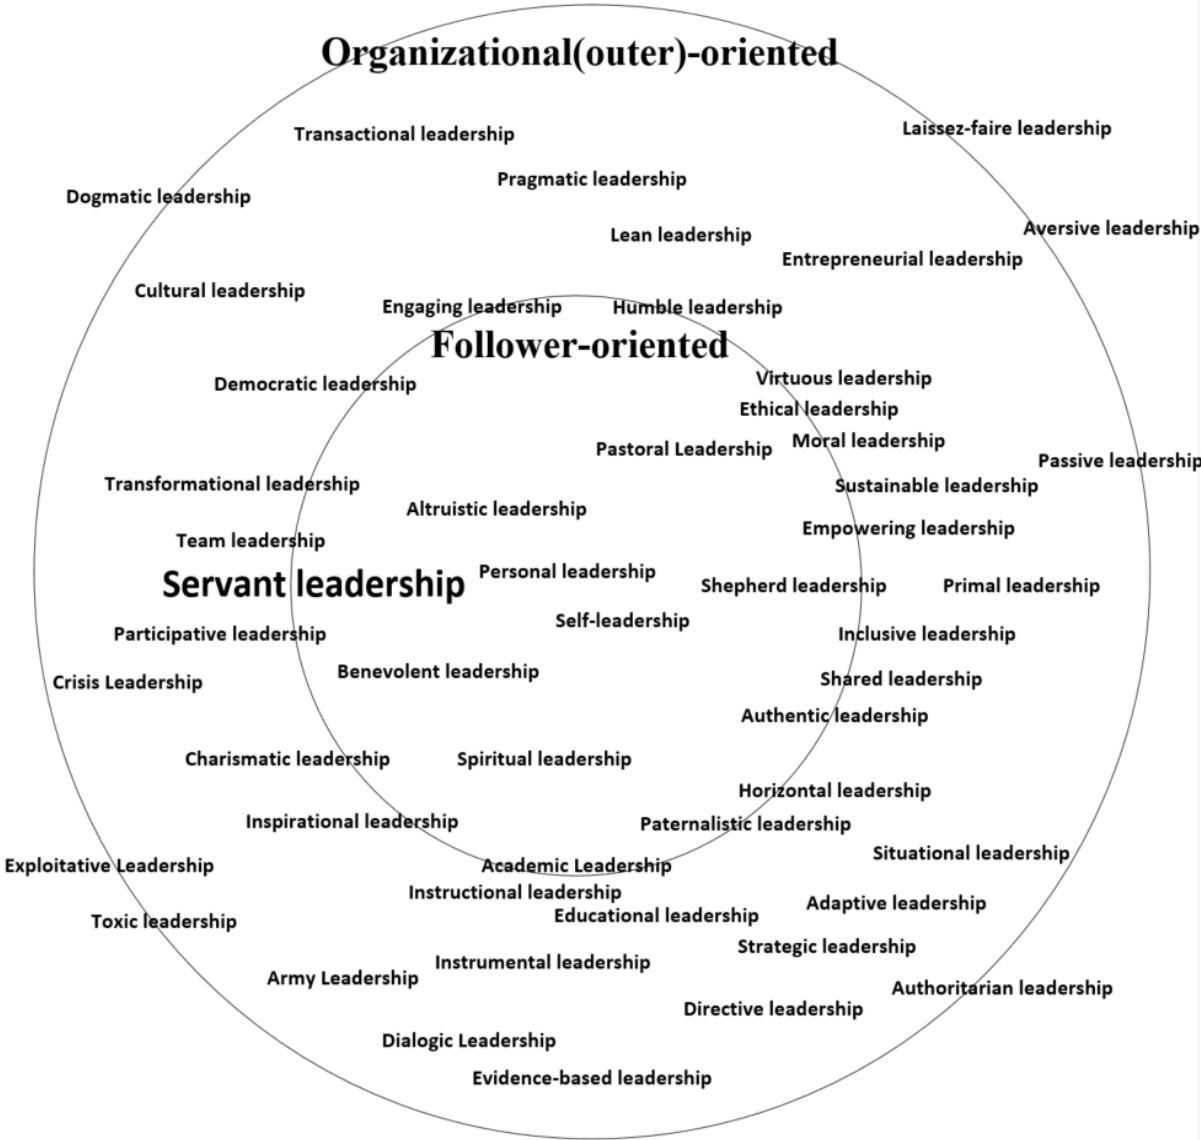 Organizational(outer)-oriented
Transactional leadership
Laissez-faire leadership
Pragmatic leadership
Dogmatic leadership
Aversive leadership
Lean leadership
Entrepreneurial leadership
Cultural leadership
Engaging leadership
Humble leadership
Follower-oriented
Democratic leadership
Virtuous leadership
Ethical leadership
Moral leadership
Pastoral Leadership
Passive leadership
Transformational leadership
Sustainable leadership
Altruistic leadership
Empowering leadership
Team leadership
Personal leadership
Servant leadership
Shepherd leadership
Primal leadership
Self-leadership
Participative leadership
Inclusive leadership
Benevolent leadership
Crisis Leadership
Shared leadership
Authentic leadership
Charismatic leadership
Spiritual leadership
Horizontal leadership
Inspirational leadership
Paternalistic leadership
Situational leadership
Exploitative Leadership
Academic Leadership
Instructional leadership
Adaptive leadership
Educational leadership
Toxic leadership
Strategic leadership
Instrumental leadership
Army Leadership
Authoritarian leadership
Directive leadership
Dialogic Leadership
Evidence-based leadership